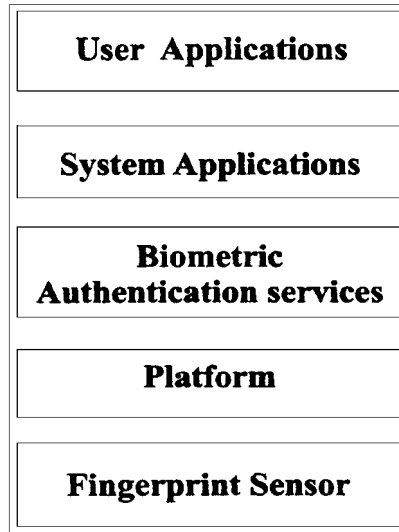 User Applications
System Applications
Biometric
Authentication services
Platform
Fingerprint Sensor